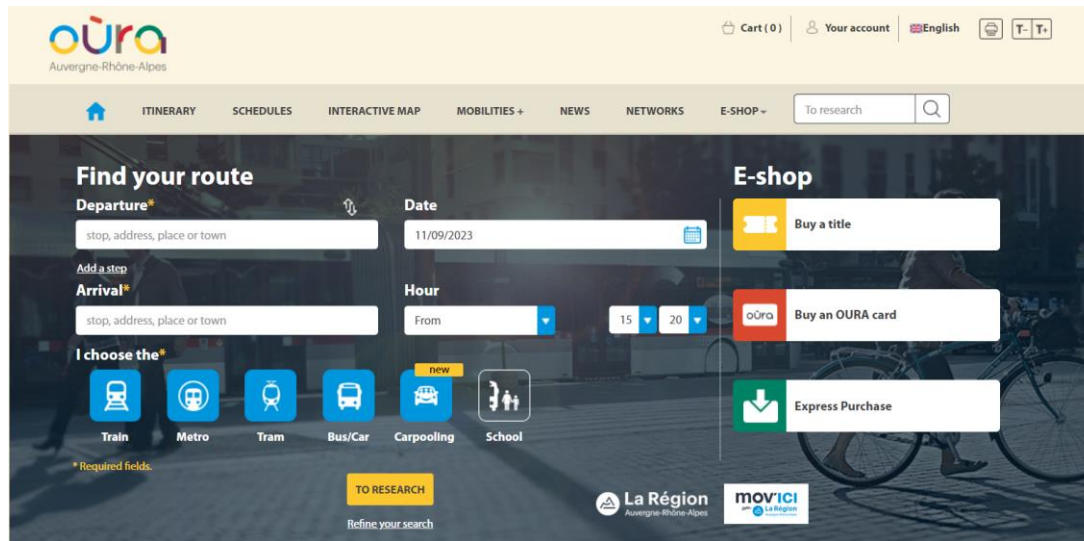 oùra
Auvergne-Rhône-Alpes
Cart ( 0 )
Your account
English
T- T+
ITINERARY SCHEDULES INTERACTIVE MAP MOBILITIES + NEWS NETWORKS E-SHOP
To research
Find your route
Departure*
stop, address, place or town
Add a step
Arrival*
stop, address, place or town
Date
11/09/2023
Hour
From
15 20
I choose the*
new
Train Metro Tram Bus/Car Carpooling School
* Required fields.
TO RESEARCH
Refine your search
E-shop
Buy a title
oùra
Buy an OURA card
Express Purchase
La Région
Auvergne-Rhône-Alpes
mov'ici
La Région